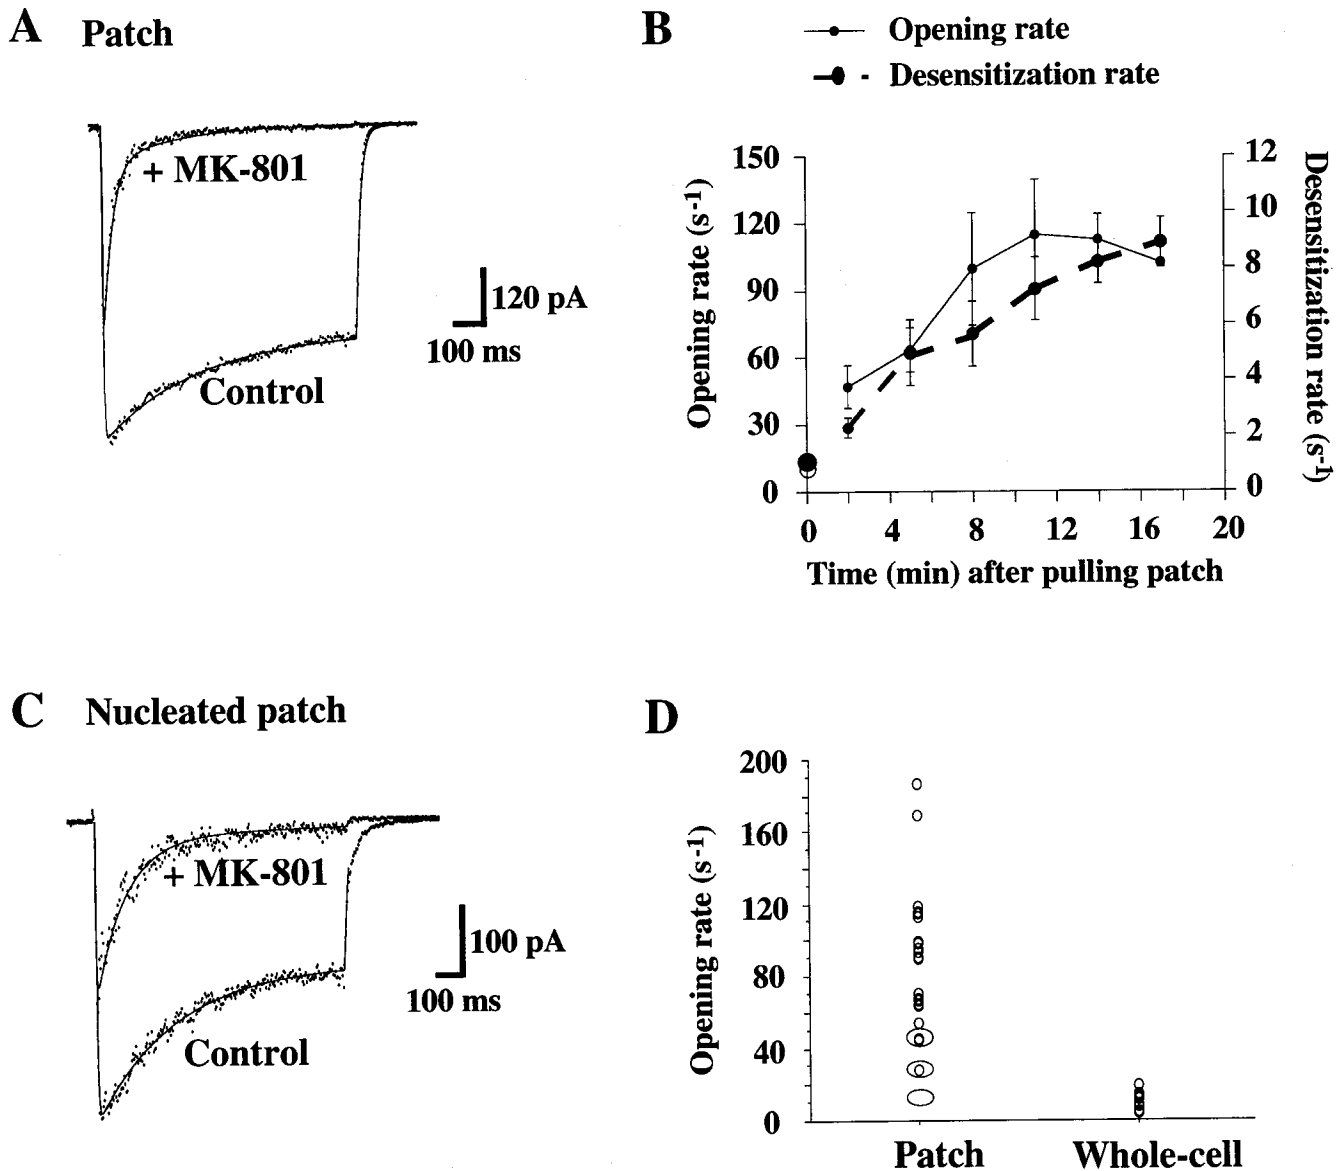 A Patch
+ MK-801
120 pA
100 ms
Control
B
Opening rate
Desensitization rate
150
120
90
60
30
0
Opening rate (s-1)
12
10
8
6
4
2
0
Desensitization rate (s-1)
0 4 8 12 16 20
Time (min) after pulling patch
C Nucleated patch
+ MK-801
100 pA
100 ms
Control
D
200
160
120
80
40
0
Opening rate (s-1)
Patch Whole-cell